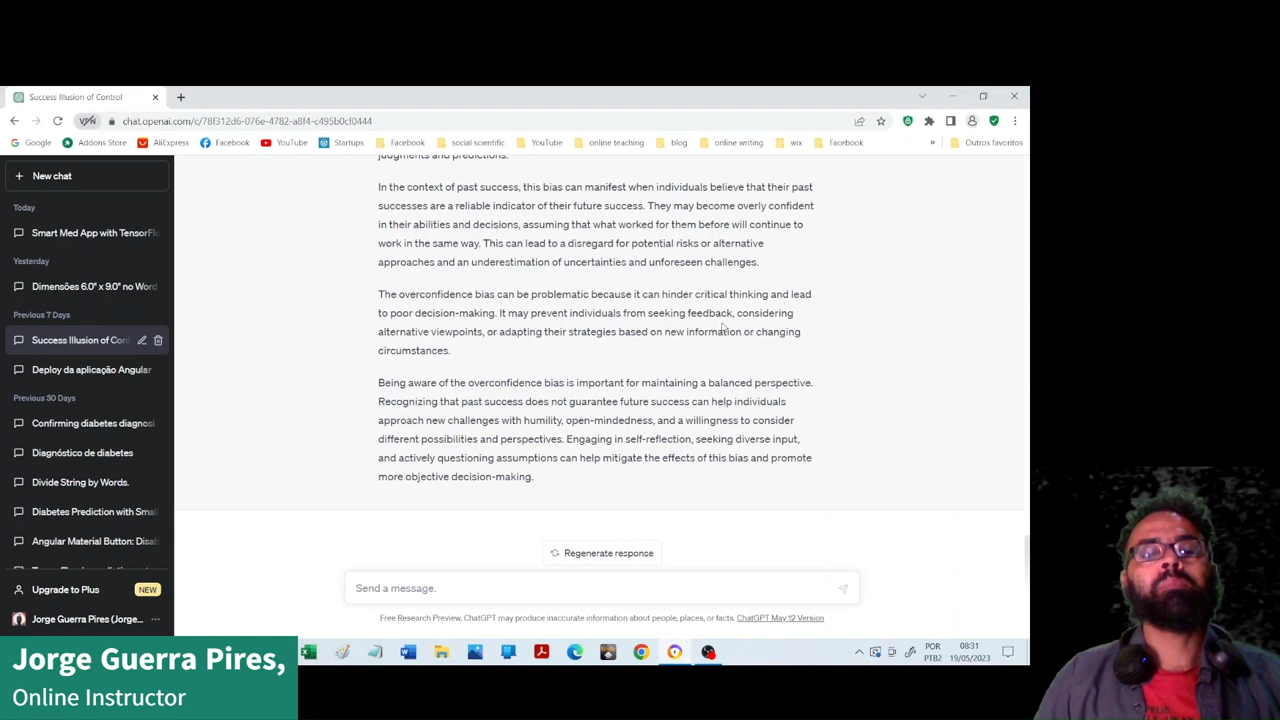 Success Illusion of Control
chat.openai.com/c/78f312d6-076e-4782-a8f4-c495b0cf0444
Google Addons Store AliExpress Facebook YouTube Startups Facebook social scientific YouTube online teaching blog online writing wix Facebook » Outros favoritos
+ New chat
Today
Smart Med App with TensorFlo
Yesterday
Dimensões 6.0" x 9.0" no Word
Previous 7 Days
Success Illusion of Con
Deploy da aplicação Angular
Previous 30 Days
Confirming diabetes diagnosi
Diagnóstico de diabetes
Divide String by Words.
Diabetes Prediction with Smal
Angular Material Button: Disab
Upgrade to Plus NEW
Jorge Guerra Pires (Jorge...
judgments and predictions.
In the context of past success, this bias can manifest when individuals believe that their past
successes are a reliable indicator of their future success. They may become overly confident
in their abilities and decisions, assuming that what worked for them before will continue to
work in the same way. This can lead to a disregard for potential risks or alternative
approaches and an underestimation of uncertainties and unforeseen challenges.
The overconfidence bias can be problematic because it can hinder critical thinking and lead
to poor decision-making. It may prevent individuals from seeking feedback, considering
alternative viewpoints, or adapting their strategies based on new information or changing
circumstances.
Being aware of the overconfidence bias is important for maintaining a balanced perspective.
Recognizing that past success does not guarantee future success can help individuals
approach new challenges with humility, open-mindedness, and a willingness to consider
different possibilities and perspectives. Engaging in self-reflection, seeking diverse input,
and actively questioning assumptions can help mitigate the effects of this bias and promote
more objective decision-making.
Regenerate response
Send a message.
Free Research Preview. ChatGPT may produce inaccurate information about people, places, or facts. ChatGPT May 12 Version
POR
PTB2
08:31
19/05/2023
Jorge Guerra Pires,
Online Instructor